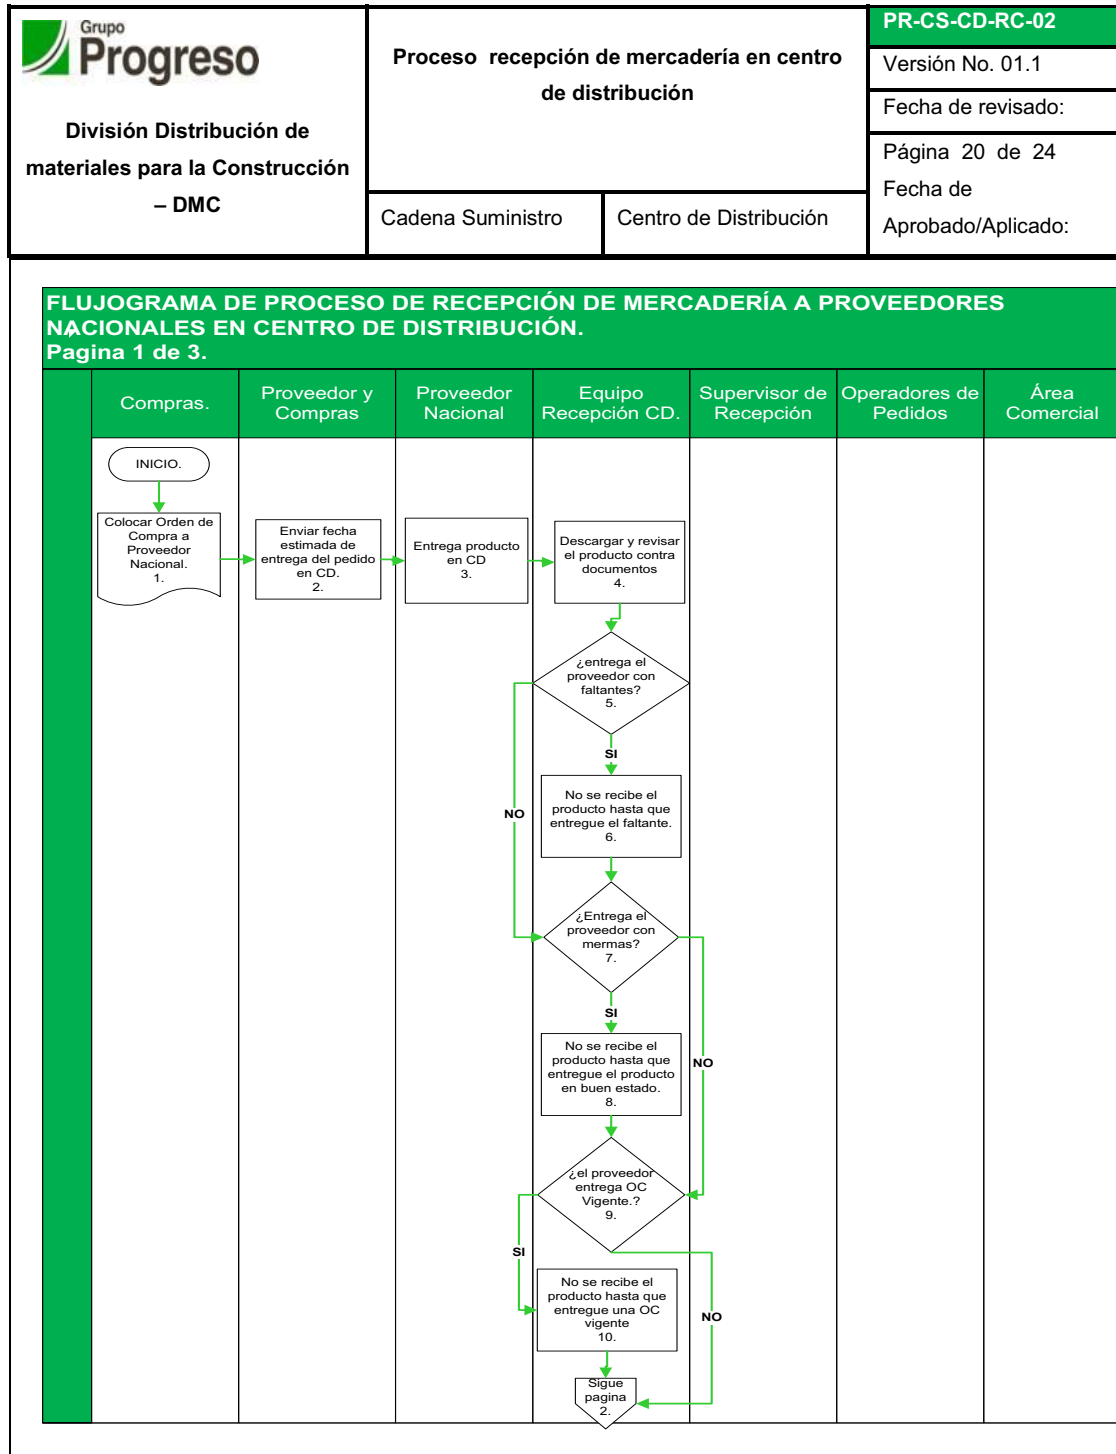 Grupo
Progreso
División Distribución de
materiales para la Construcción
– DMC
Proceso recepción de mercadería en centro
de distribución
Cadena Suministro
Centro de Distribución
PR-CS-CD-RC-02
Versión No. 01.1
Fecha de revisado:
Página 20 de 24
Fecha de
Aprobado/Aplicado:
FLUJOGRAMA DE PROCESO DE RECEPCIÓN DE MERCADERÍA A PROVEEDORES
NACIONALES EN CENTRO DE DISTRIBUCIÓN.
Pagina 1 de 3.
Compras.
Proveedor y
Compras
Proveedor
Nacional
Equipo
Recepción CD.
Supervisor de
Recepción
Operadores de
Pedidos
Área
Comercial
INICIO.
Colocar Orden de
Compra a
Proveedor
Nacional.
1.
Enviar fecha
estimada de
entrega del pedido
en CD.
2.
Entrega producto
en CD
3.
Descargar y revisar
el producto contra
documentos
4.
¿entrega el
proveedor con
faltantes?
5.
SI
NO
No se recibe el
producto hasta que
entregue el faltante.
6.
¿Entrega el
proveedor con
mermas?
7.
SI
NO
No se recibe el
producto hasta que
entregue el producto
en buen estado.
8.
¿el proveedor
entrega OC
Vigente.?
9.
SI
NO
No se recibe el
producto hasta que
entregue una OC
vigente
10.
Sigue
pagina
2.